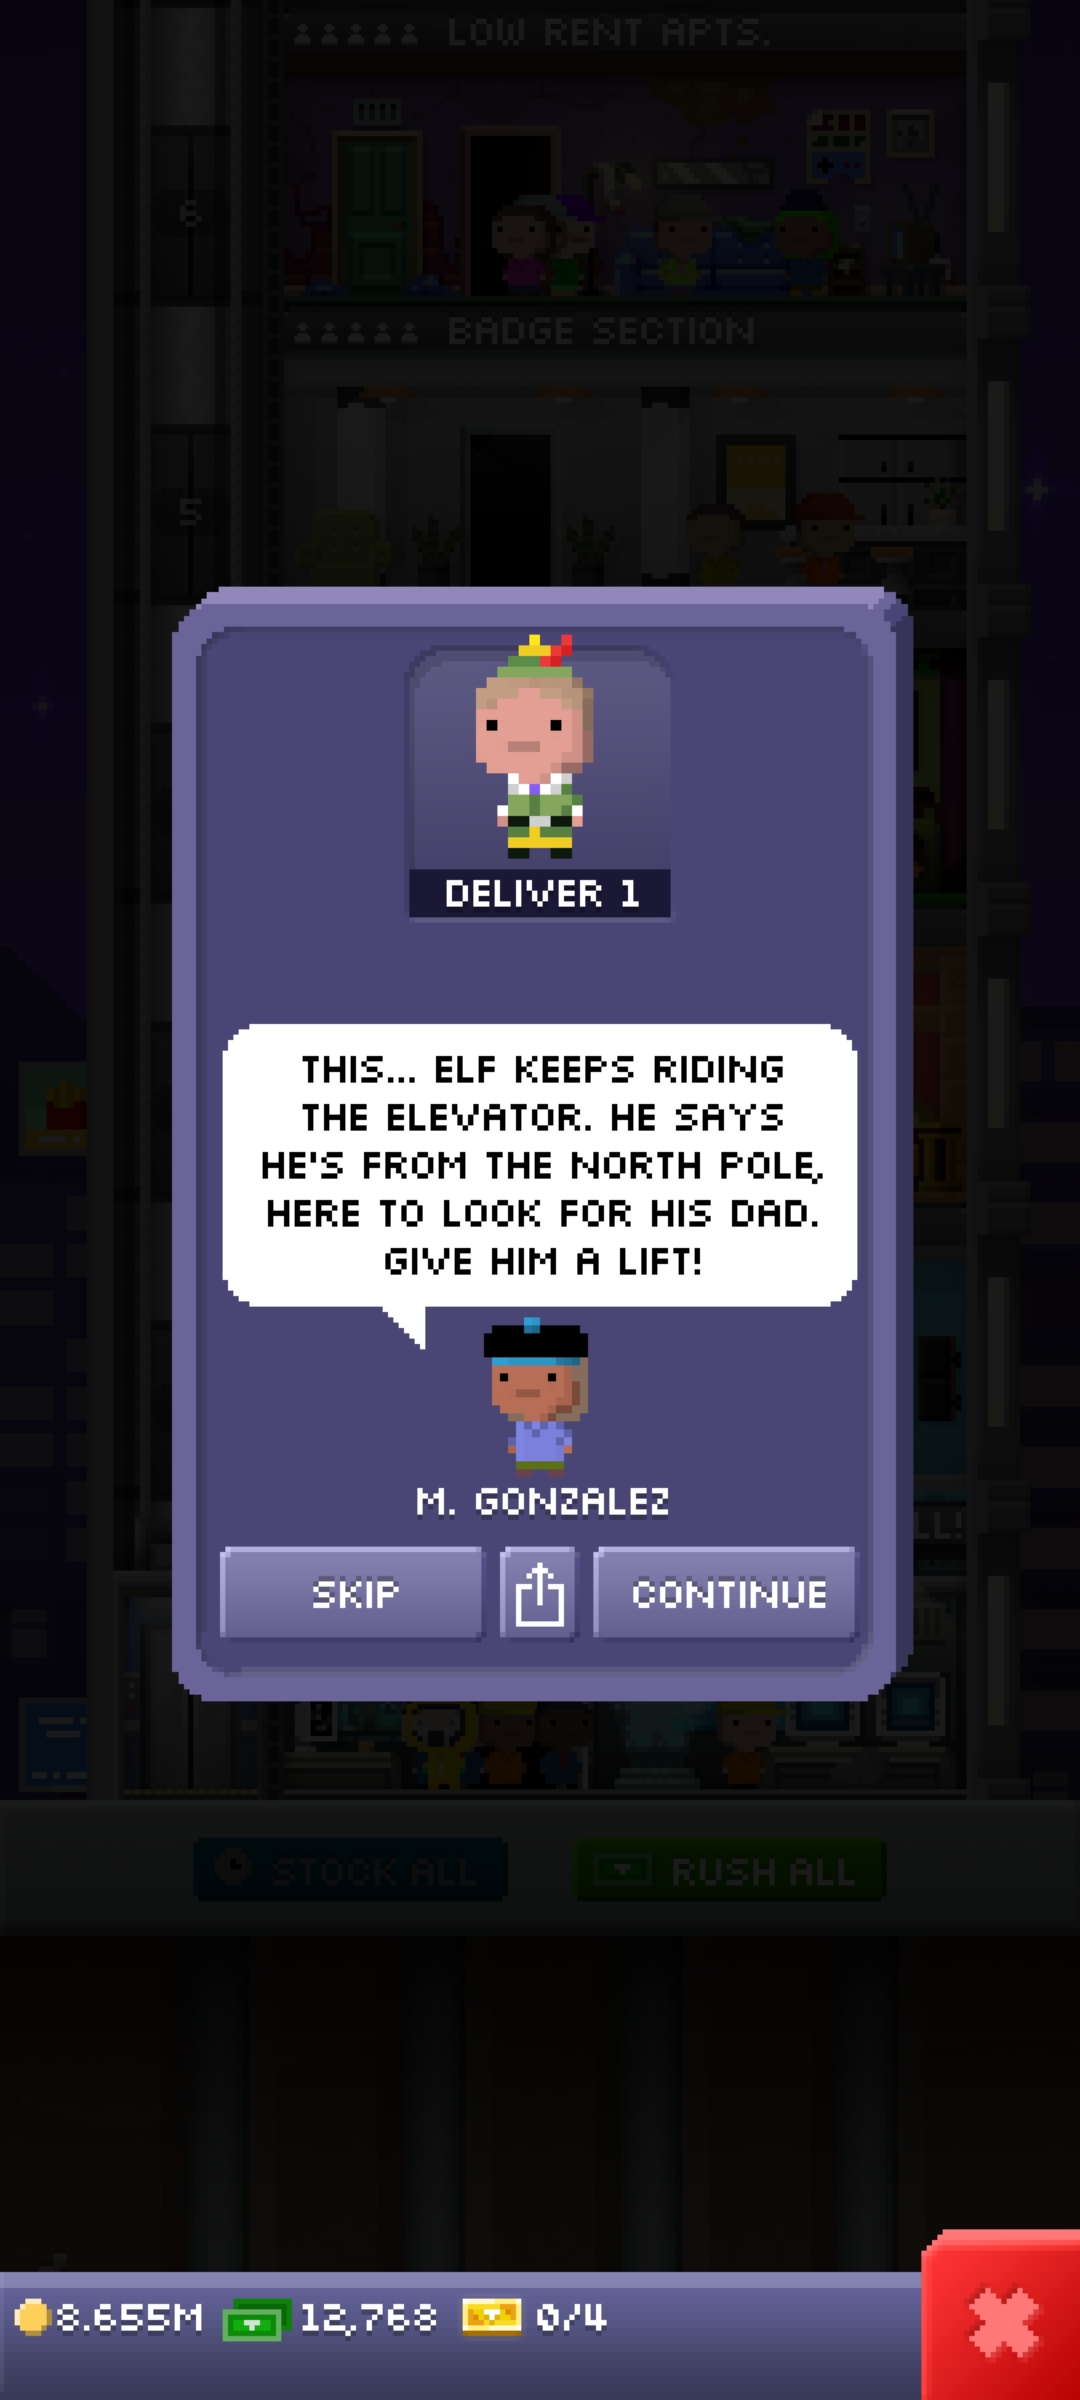 LOW RENT APTS.
6
BADGE SECTION
5
DELIVER 1
THIS... ELF KEEPS RIDING
THE ELEVATOR. HE SAYS
HE'S FROM THE NORTH POLE,
HERE TO LOOK FOR HIS DAD.
GIVE HIM A LIFT!
M. GONZALEZ
SKIP
CONTINUE
STOCK ALL
RUSH ALL
8.655M
12,768
0/4